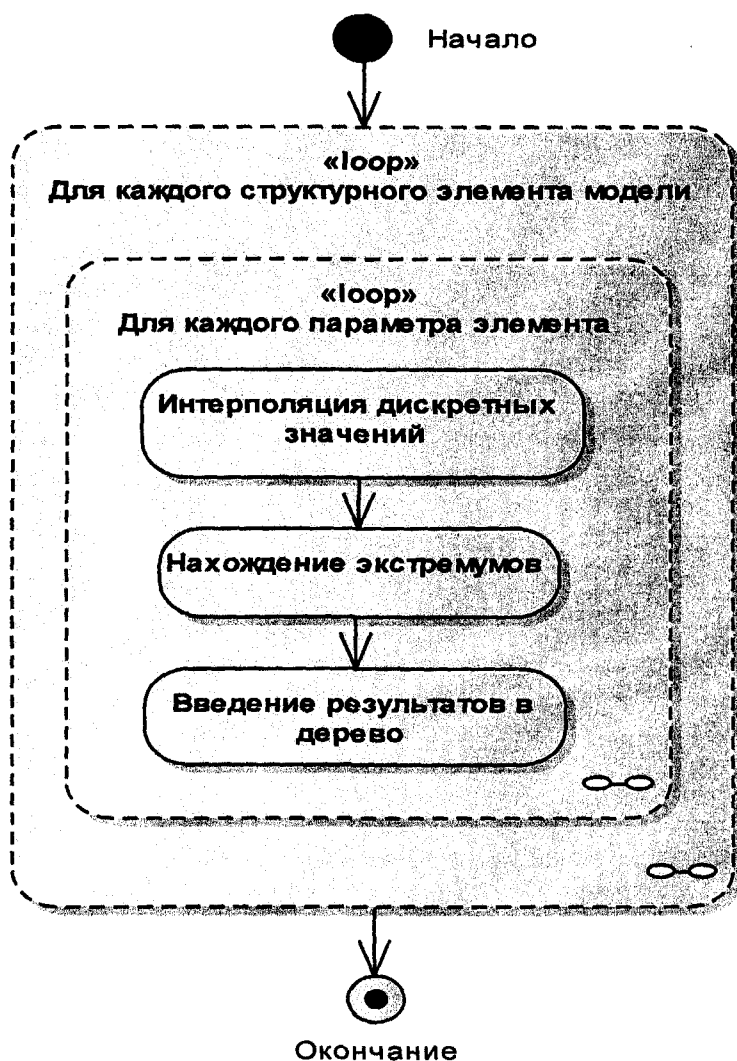 Начало
«loop»
Для каждого структурного элемента модели
«loop»
Для каждого параметра элемента
Интерполяция дискретных
значений
Нахождение экстремумов
Введение результатов в
дерево
Окончание